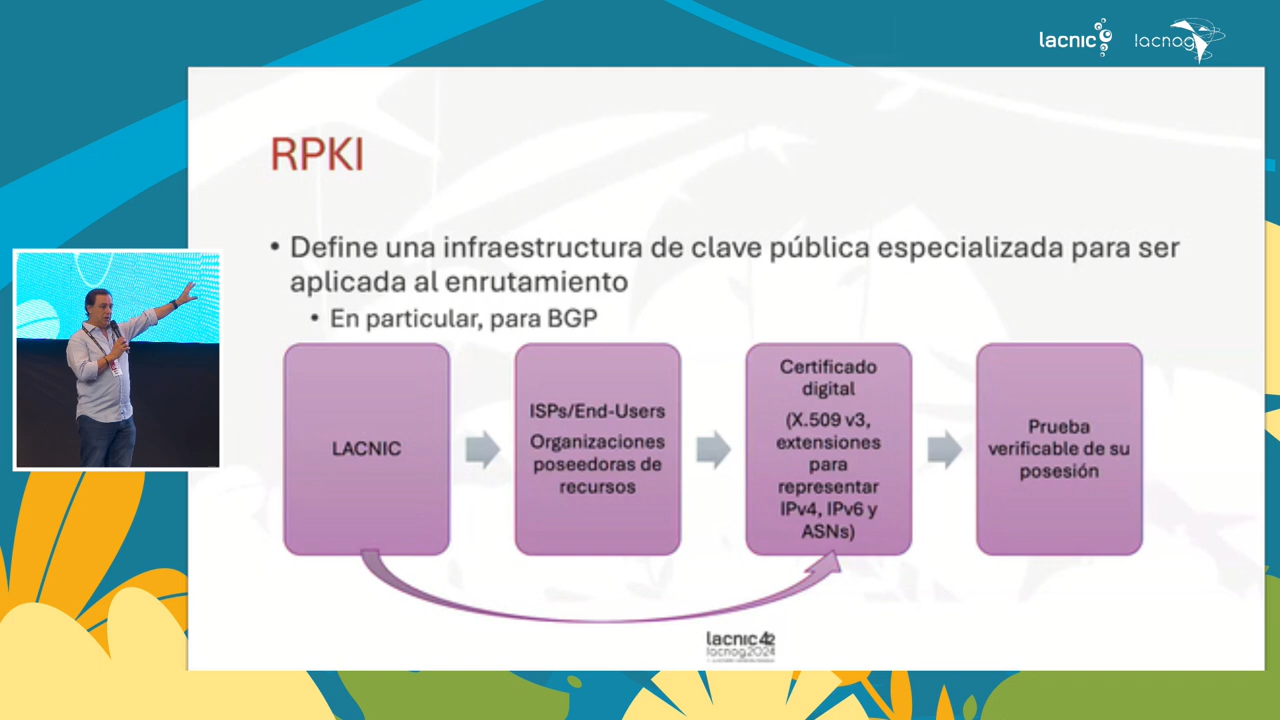 lacnic
lacnog
RPKI
• Define una infraestructura de clave pública especializada para ser
aplicada al enrutamiento
• En particular, para BGP
LACNIC
ISPs/End-Users
Organizaciones
poseedoras de
recursos
Certificado
digital
(X.509 v3,
extensiones
para
representar
IPv4, IPv6 y
ASNs)
Prueba
verificable de su
posesión
lacnic42
lacnog2024